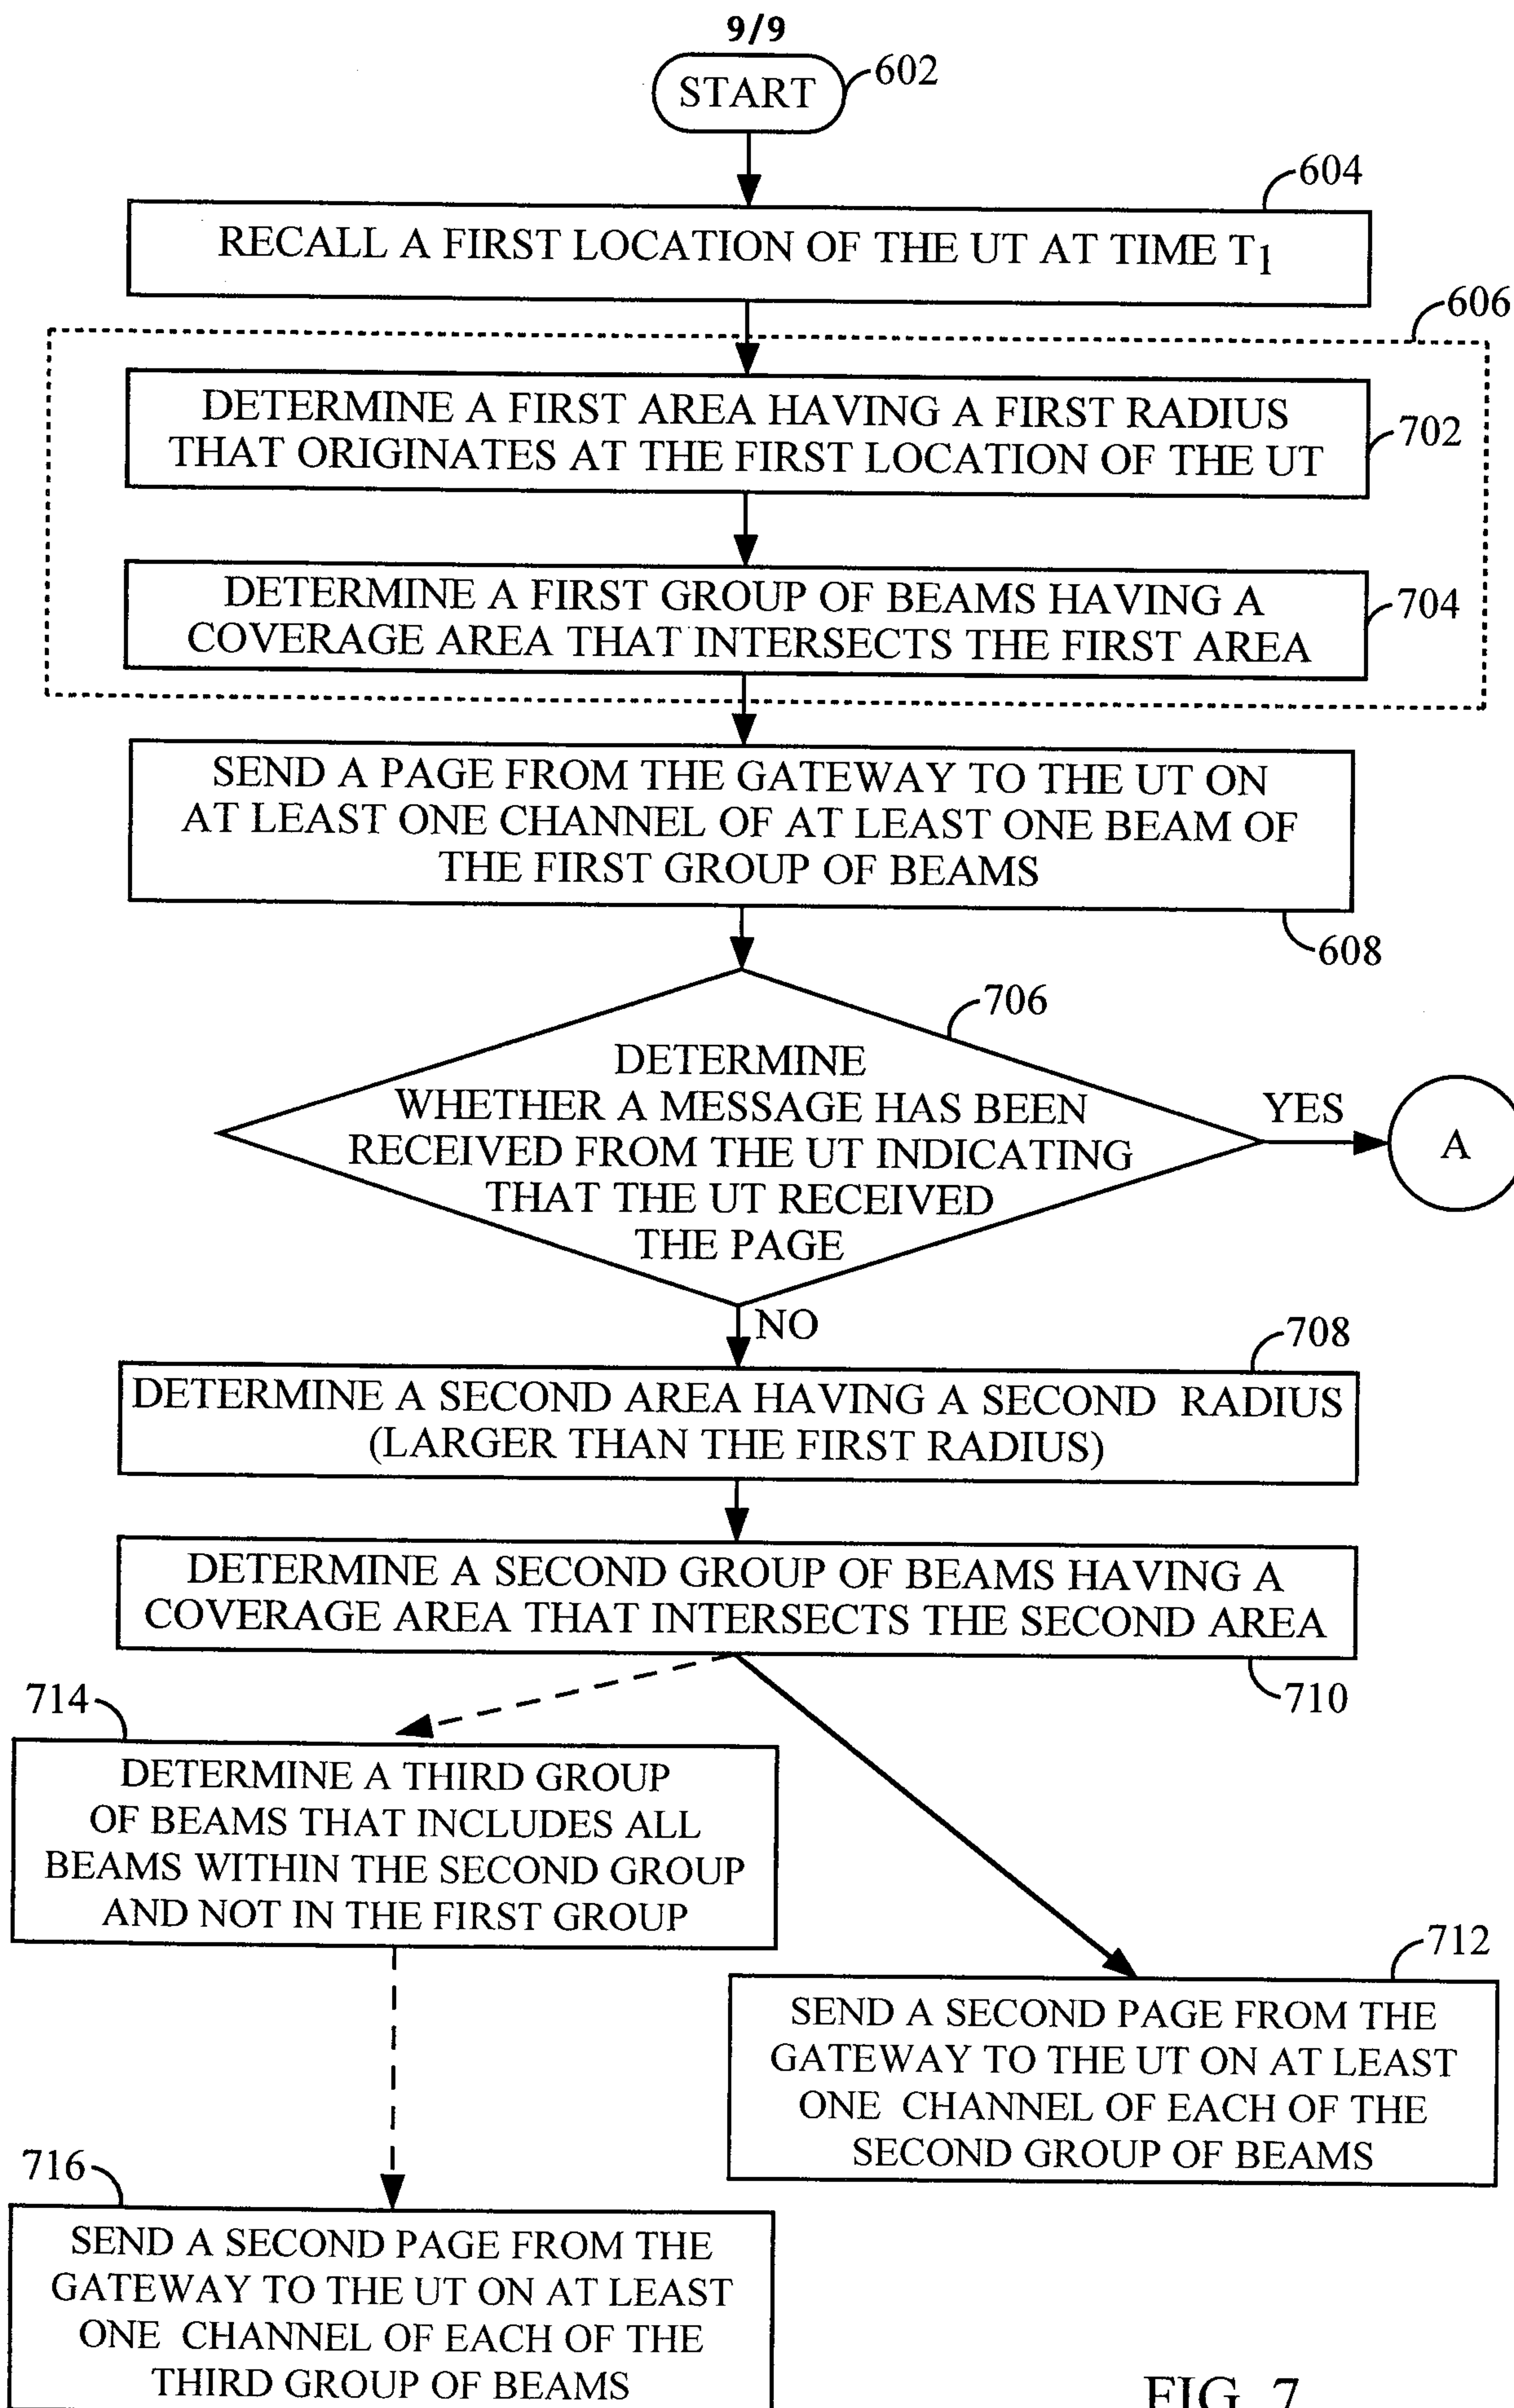 9/9
START
602
604
RECALL A FIRST LOCATION OF THE UT AT TIME T1
606
DETERMINE A FIRST AREA HAVING A FIRST RADIUS
THAT ORIGINATES AT THE FIRST LOCATION OF THE UT
702
DETERMINE A FIRST GROUP OF BEAMS HAVING A
COVERAGE AREA THAT INTERSECTS THE FIRST AREA
704
SEND A PAGE FROM THE GATEWAY TO THE UT ON
AT LEAST ONE CHANNEL OF AT LEAST ONE BEAM OF
THE FIRST GROUP OF BEAMS
608
706
DETERMINE
WHETHER A MESSAGE HAS BEEN
RECEIVED FROM THE UT INDICATING
THAT THE UT RECEIVED
THE PAGE
YES
A
NO
708
DETERMINE A SECOND AREA HAVING A SECOND RADIUS
(LARGER THAN THE FIRST RADIUS)
DETERMINE A SECOND GROUP OF BEAMS HAVING A
COVERAGE AREA THAT INTERSECTS THE SECOND AREA
710
714
DETERMINE A THIRD GROUP
OF BEAMS THAT INCLUDES ALL
BEAMS WITHIN THE SECOND GROUP
AND NOT IN THE FIRST GROUP
712
SEND A SECOND PAGE FROM THE
GATEWAY TO THE UT ON AT LEAST
ONE CHANNEL OF EACH OF THE
SECOND GROUP OF BEAMS
716
SEND A SECOND PAGE FROM THE
GATEWAY TO THE UT ON AT LEAST
ONE CHANNEL OF EACH OF THE
THIRD GROUP OF BEAMS
FIG. 7